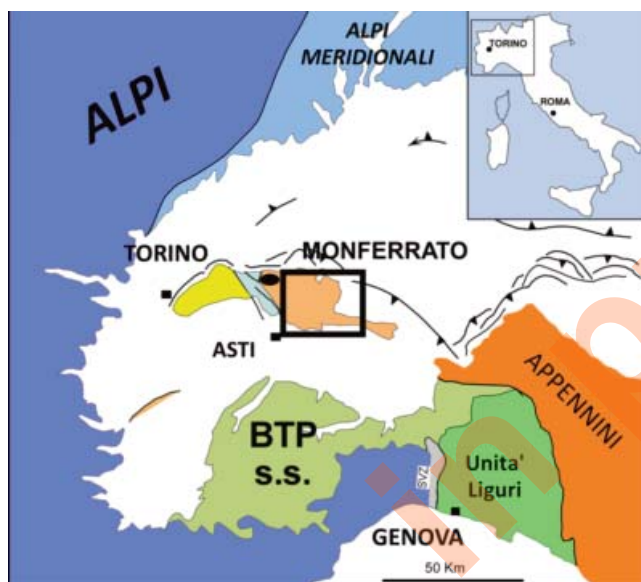 ALPI
MERIDIONALI
ALPI
TORINO
ROMA
TORINO
MONFERRATO
ASTI
APPENNINI
BTP
s.s.
SVZ
Unita'
Liguri
GENOVA
50 Km